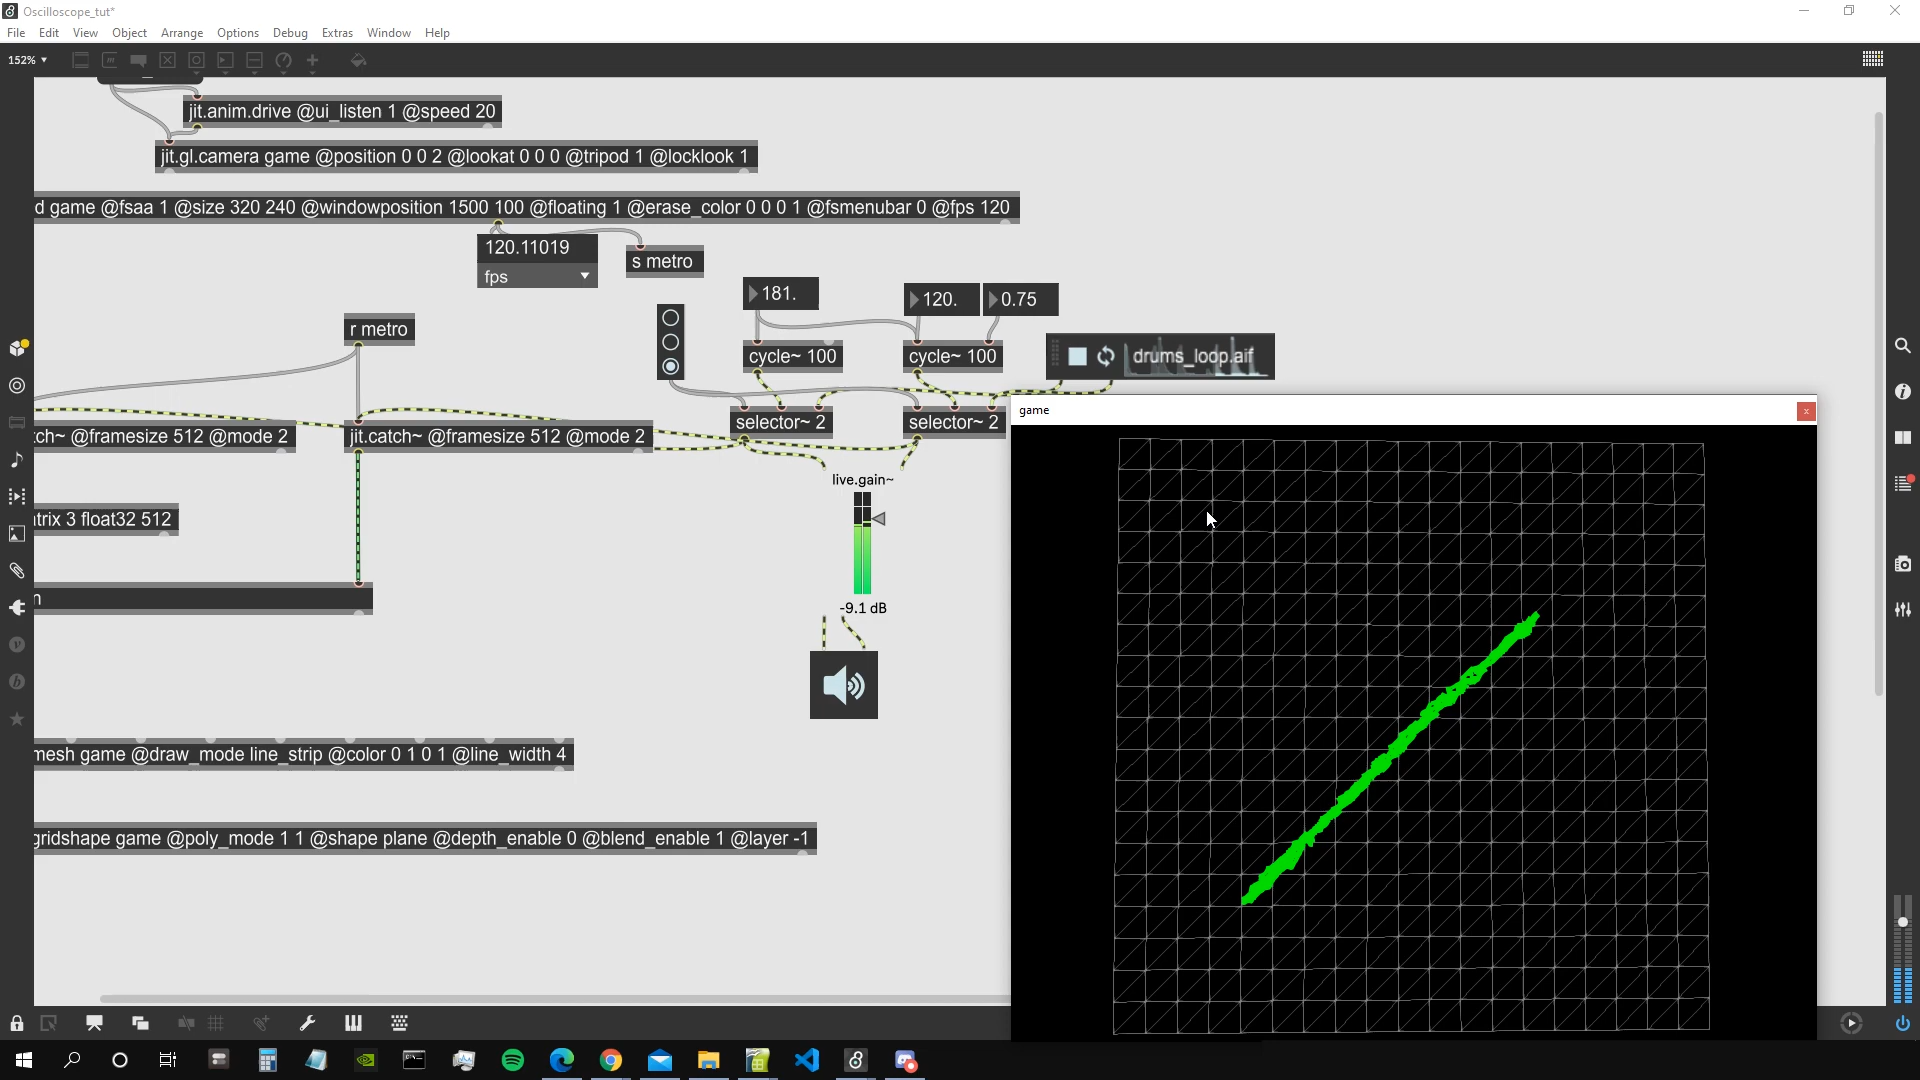 Oscilloscope_tut*
File Edit View Object Arrange Options Debug Extras Window Help
152%
jit.anim.drive @ui_listen 1 @speed 20
jit.gl.camera game @position 0 0 2 @lookat 0 0 0 @tripod 1 @locklook 1
d game @fsaa 1 @size 320 240 @windowposition 1500 100 @floating 1 @erase_color 0 0 0 1 @fsmenubar 0 @fps 120
120.11019
fps
s metro
181.
120.
0.75
r metro
cycle~ 100
cycle~ 100
drums_loop.aif
selector~ 2
selector~ 2
tch~ @framesize 512 @mode 2
jit.catch~ @framesize 512 @mode 2
game
live.gain~
trix 3 float32 512
n
-9.1 dB
mesh game @draw_mode line_strip @color 0 1 0 1 @line_width 4
gridshape game @poly_mode 1 1 @shape plane @depth_enable 0 @blend_enable 1 @layer -1